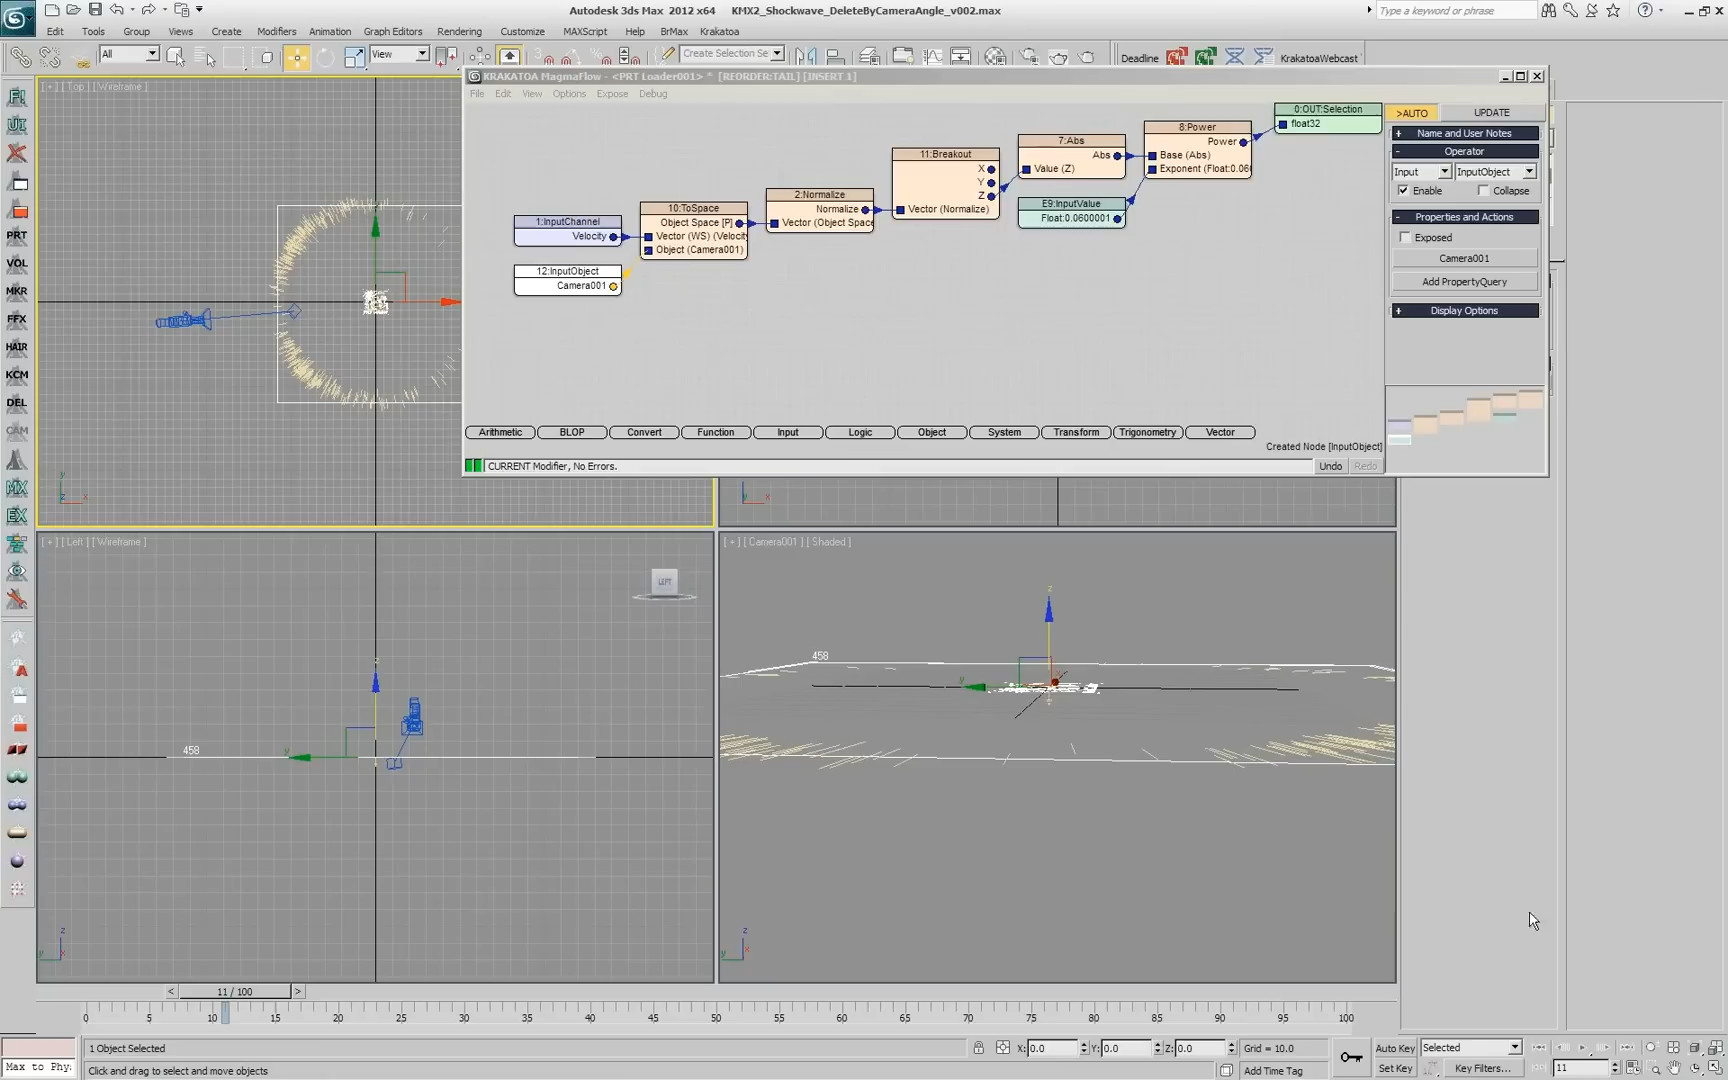 Autodesk 3ds Max 2012 x64 KMX2_Shockwave_DeleteByCameraAngle_v002.max
Type a keyword or phrase
Edit Tools Group Views Create Modifiers Animation Graph Editors Rendering Customize MAXScript Help BrMax Krakatoa
All View Create Selection Se Deadline KrakatoaWebcast
KRAKATOA MagmaFlow - <PRT Loader001> * [REORDER:TAIL] [INSERT 1]
File Edit View Options Expose Debug
[ + ] [ Top ] [ Wireframe ]
0:OUT:Selection
float32
8:Power
Power
Base (Abs)
Exponent (Float:0.06
7:Abs
Abs
Value (Z)
E9:InputValue
Float:0.0600001
11:Breakout
X
Y
Z
Vector (Normalize)
2:Normalize
Normalize
Vector (Object Space
10:ToSpace
Object Space [P]
Vector (WS) (Velocity
Object (Camera001)
1:InputChannel
Velocity
12:InputObject
Camera001
>AUTO UPDATE
+ Name and User Notes
- Operator
Input InputObject
Enable Collapse
- Properties and Actions
Exposed
Camera001
Add PropertyQuery
+ Display Options
Arithmetic BLOP Convert Function Input Logic Object System Transform Trigonometry Vector
Created Node [InputObject]
CURRENT Modifier, No Errors.
Undo Redo
F!
UI
PRT
VOL
MKR
PFX
HAIR
KCM
DEL
CAM
MX
EX
y
z x
y x
[ + ] [ Left ] [ Wireframe ]
LEFT
458
z
y
z
y x
[ + ] [ Camera001 ] [ Shaded ]
458
z
y
z
y x
< 11 / 100 >
0 5 10 15 20 25 30 35 40 45 50 55 60 65 70 75 80 85 90 95 100
1 Object Selected
X: 0.0 Y: 0.0 Z: 0.0 Grid = 10.0
Auto Key Selected
Max to Phy
Click and drag to select and move objects
Add Time Tag
Set Key Key Filters... 11